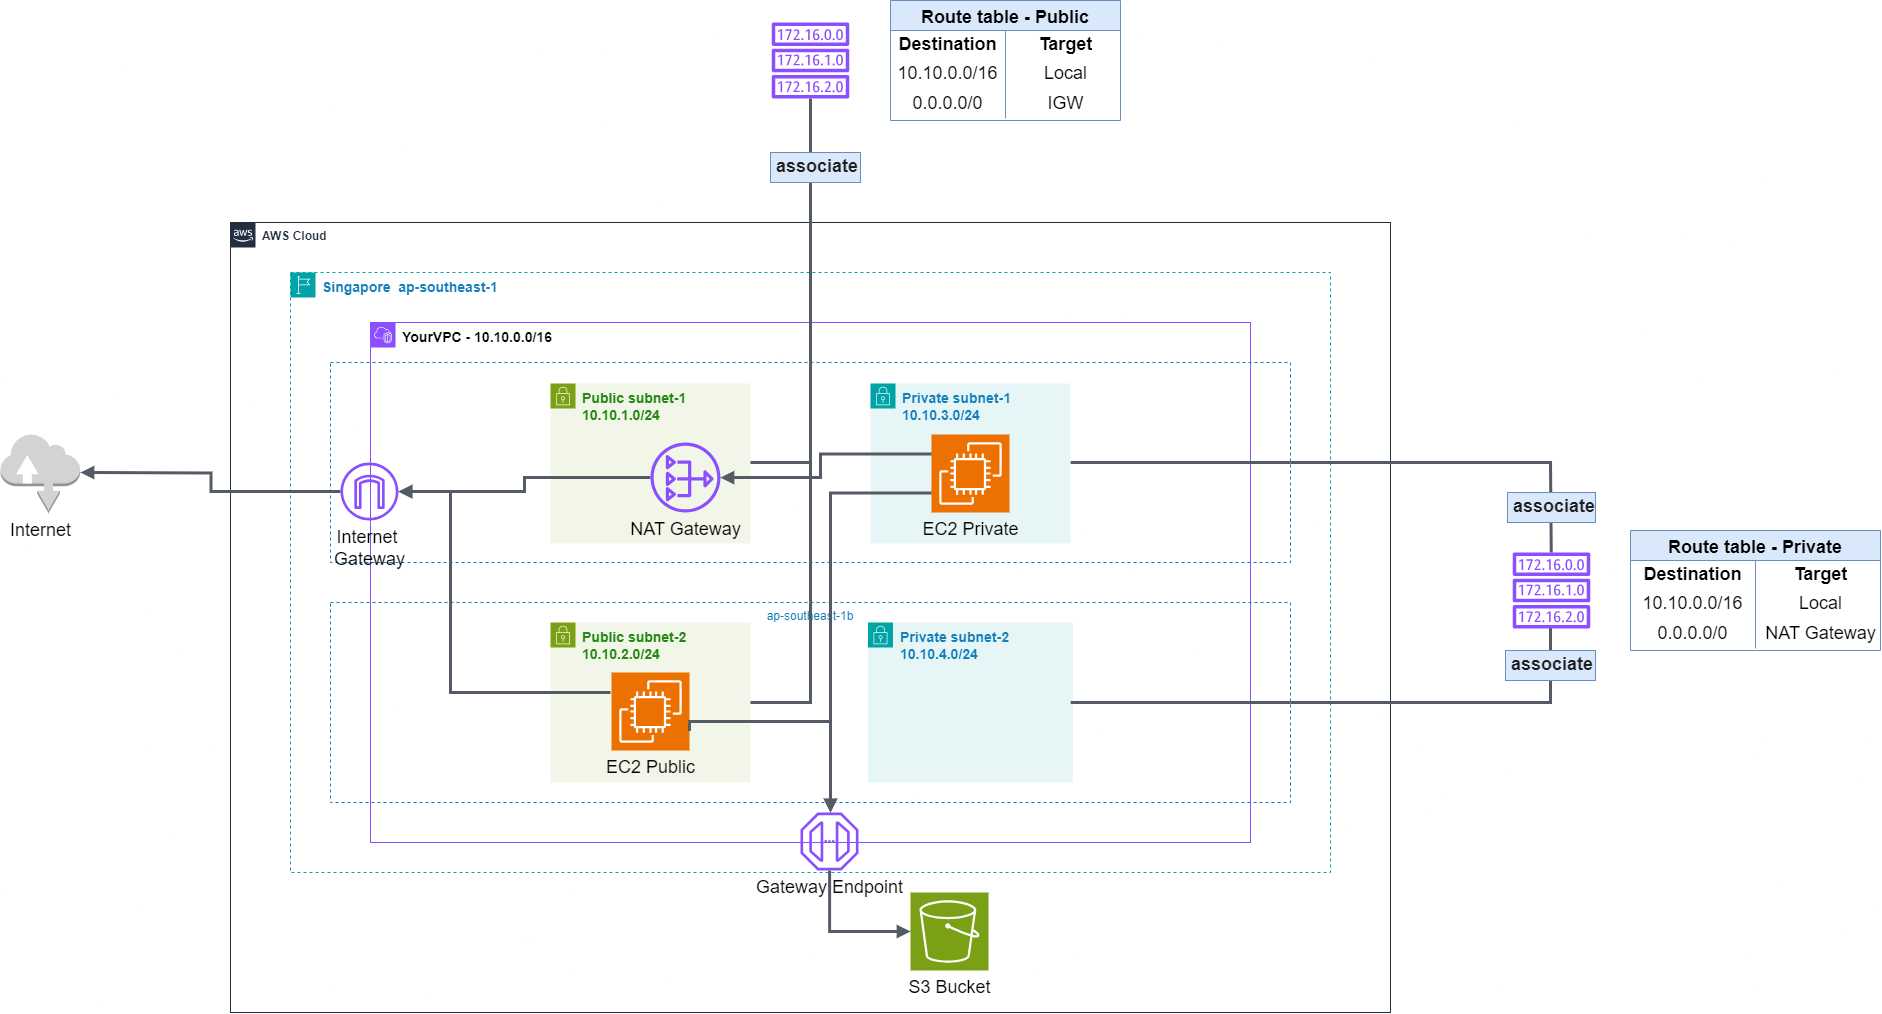 172.16.0.0
172.16.1.0
172.16.2.0
Route table - Public
Destination Target
10.10.0.0/16 Local
0.0.0.0/0 IGW
associate
aws
AWS Cloud
Singapore ap-southeast-1
YourVPC - 10.10.0.0/16
Public subnet-1
10.10.1.0/24
NAT Gateway
Private subnet-1
10.10.3.0/24
EC2 Private
Internet
Internet
Gateway
associate
172.16.0.0
172.16.1.0
172.16.2.0
associate
Route table - Private
Destination Target
10.10.0.0/16 Local
0.0.0.0/0 NAT Gateway
ap-southeast-1b
Public subnet-2
10.10.2.0/24
EC2 Public
Private subnet-2
10.10.4.0/24
Gateway Endpoint
S3 Bucket